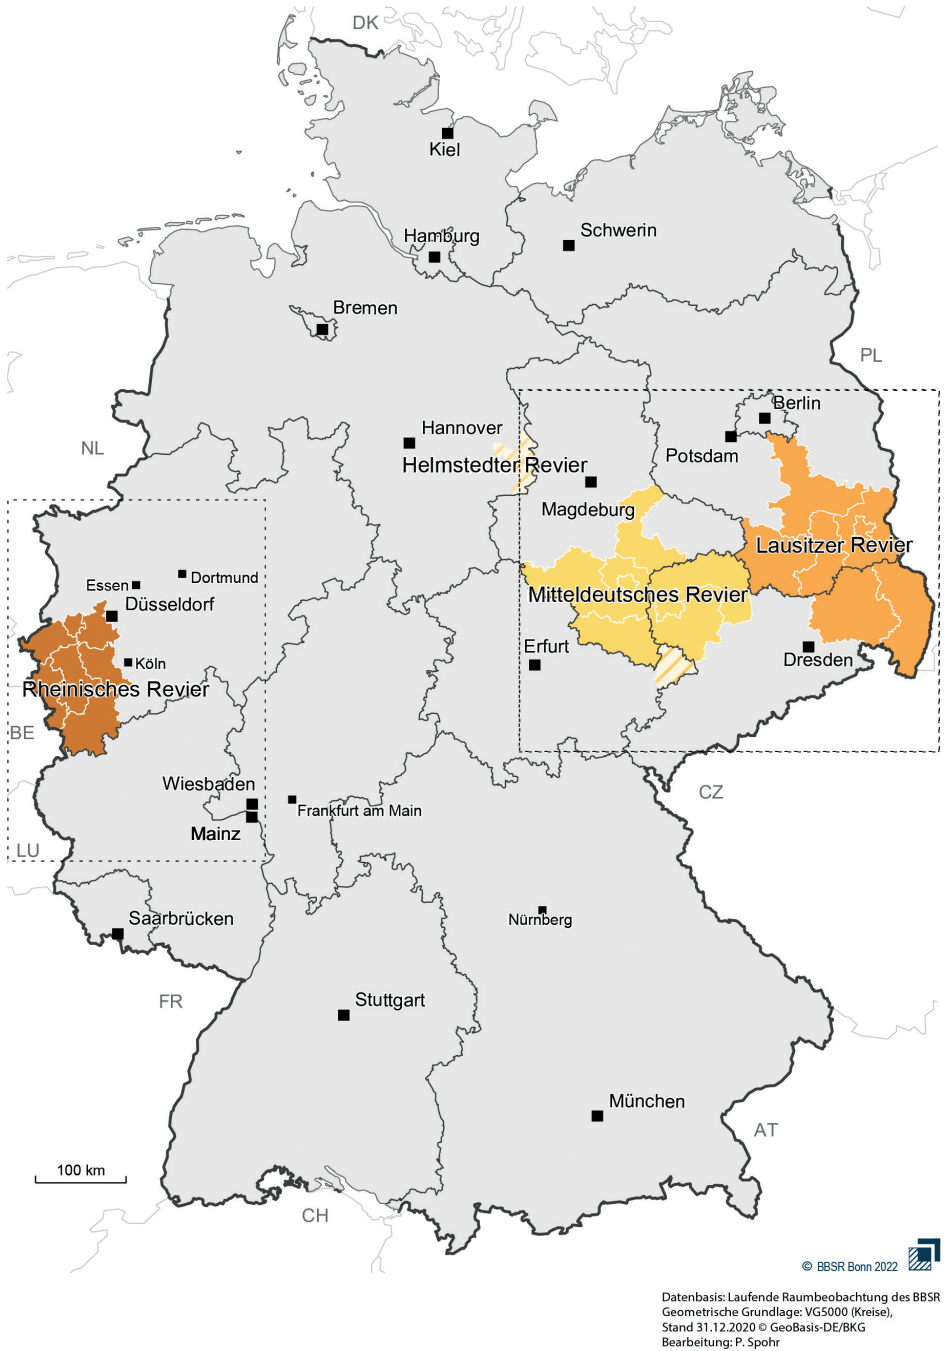 DK
Kiel
Schwerin
Hamburg
Bremen
PL
Berlin
Hannover
NL
Potsdam
Helmstedter Revier
Magdeburg
Lausitzer Revier
Essen
Dortmund
Mitteldeutsches Revier
Düsseldorf
Erfurt
Köln
Dresden
Rheinisches Revier
BE
Wiesbaden
CZ
Frankfurt am Main
Mainz
LU
Saarbrücken
Nürnberg
FR
Stuttgart
München
AT
100 km
CH
© BBSR Bonn 2022
Datenbasis: Laufende Raumbeobachtung des BBSR
Geometrische Grundlage: VG5000 (Kreise),
Stand 31.12.2020 © GeoBasis-DE/BKG
Bearbeitung: P. Spohr